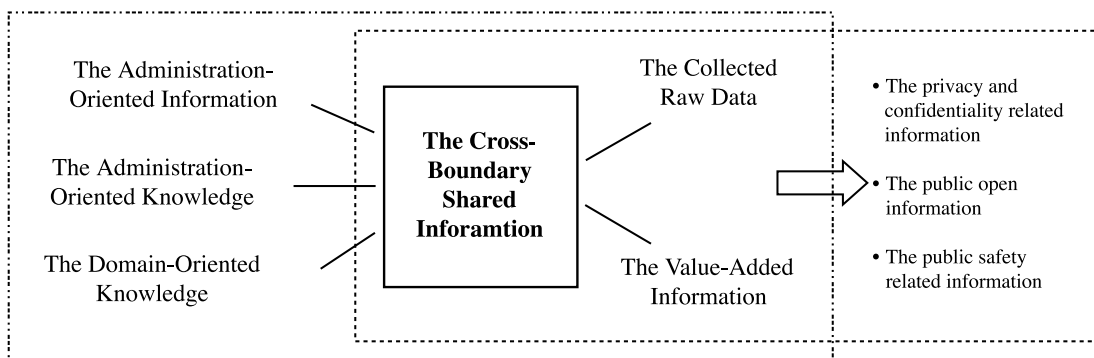 The Administration-
Oriented Information
The Administration-
Oriented Knowledge
The Domain-Oriented
Knowledge
The Cross-
Boundary
Shared
Inforamtion
The Collected
Raw Data
The Value-Added
Information
• The privacy and
confidentiality related
information
• The public open
information
• The public safety
related information